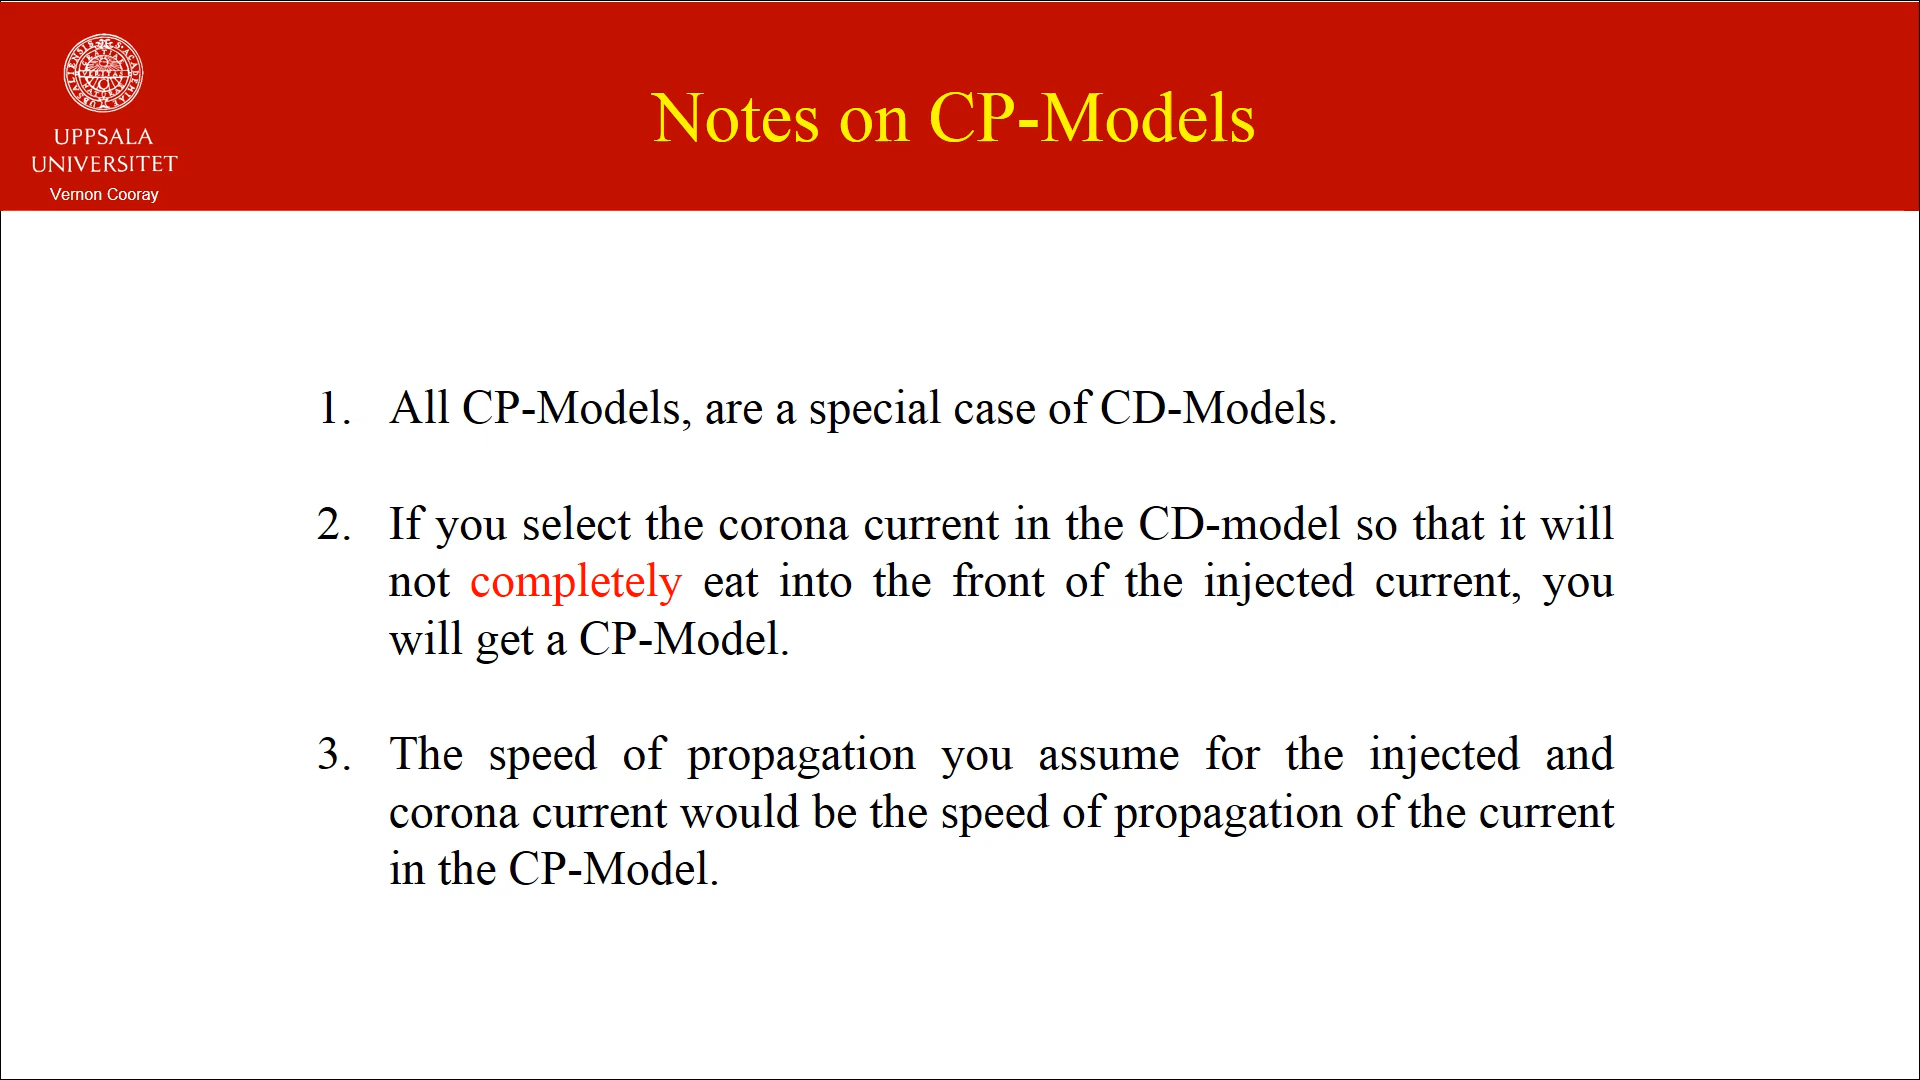 UPPSALA
UNIVERSITET
Vernon Cooray
Notes on CP-Models
1. All CP-Models, are a special case of CD-Models.
2. If you select the corona current in the CD-model so that it will
not completely eat into the front of the injected current, you
will get a CP-Model.
3. The speed of propagation you assume for the injected and
corona current would be the speed of propagation of the current
in the CP-Model.